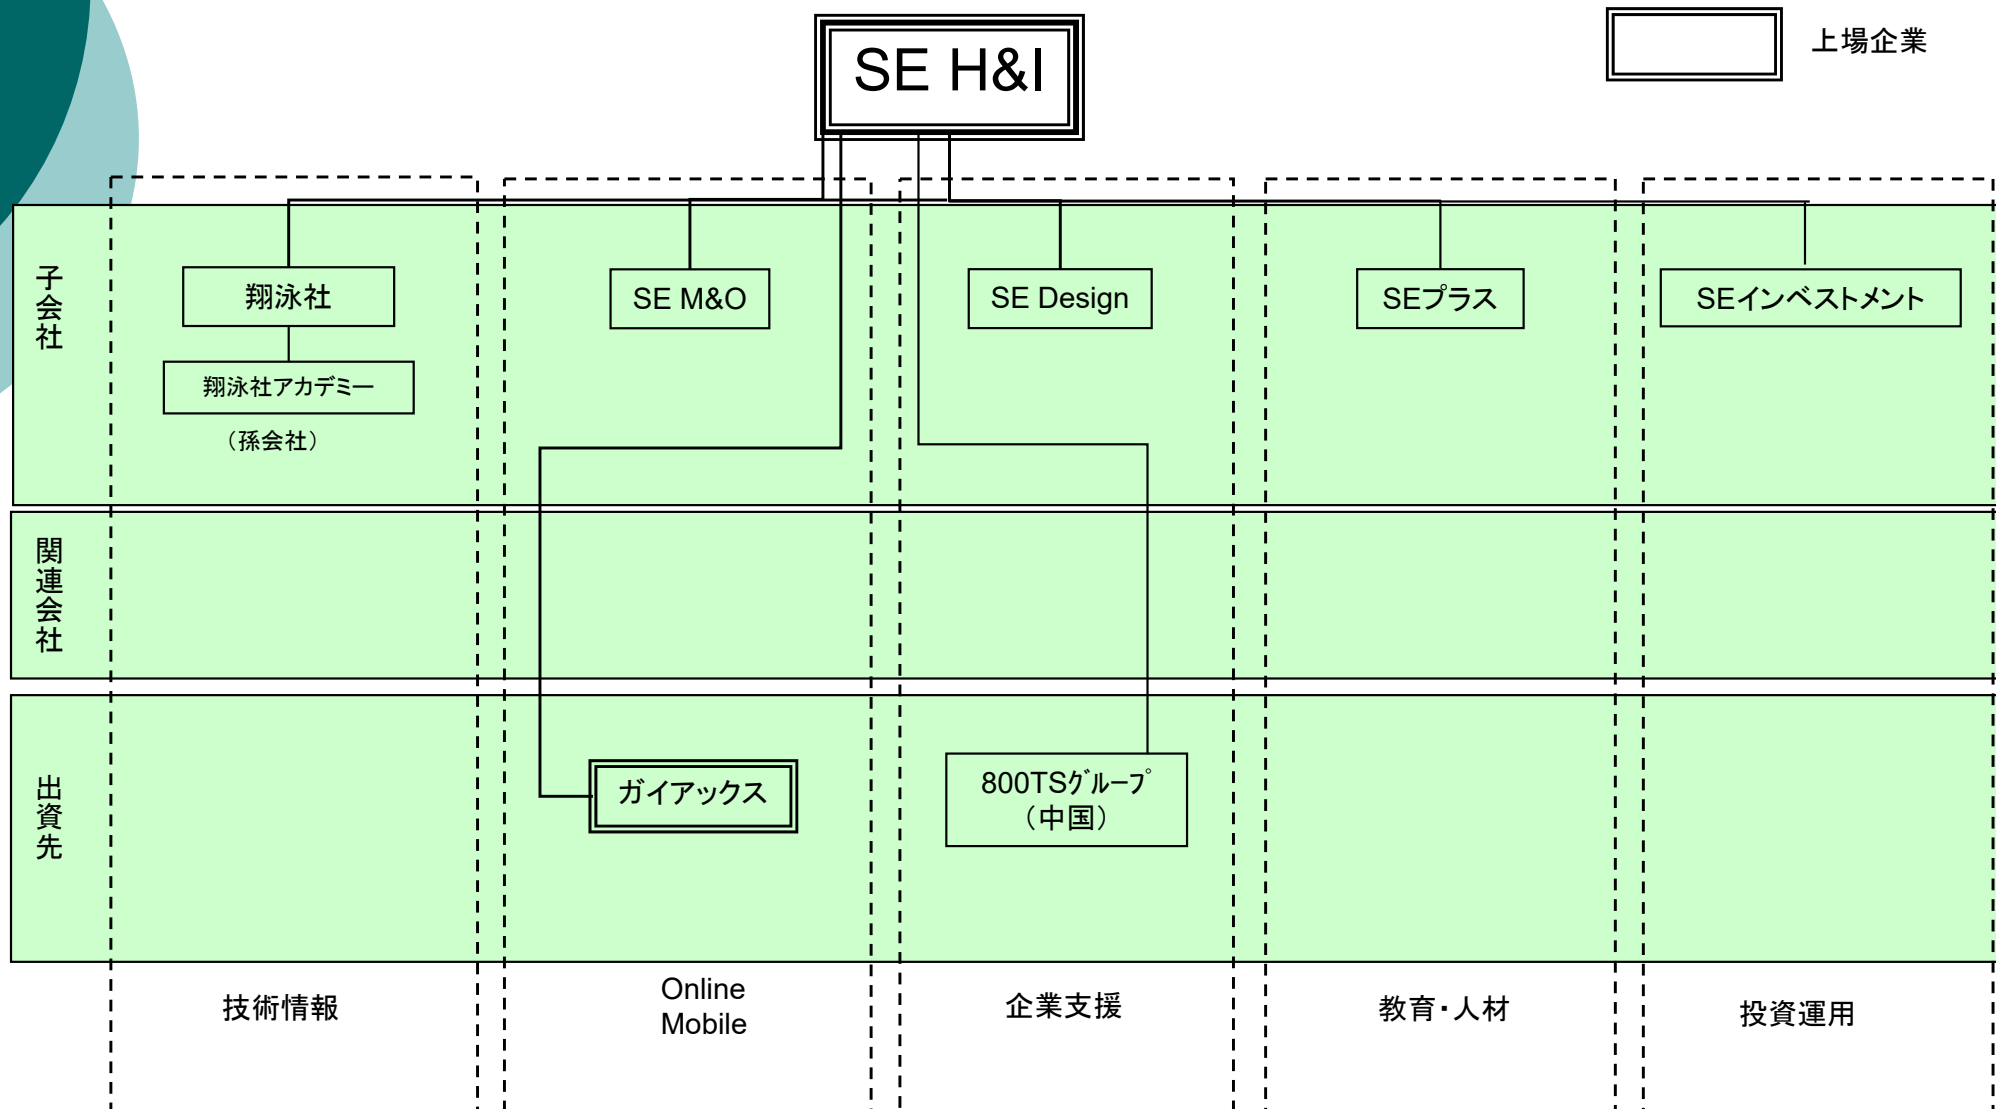 SE H&I
上場企業
子会社
翔泳社
SE M&O
SE Design
SEプラス
SEインベストメント
翔泳社アカデミー
（孫会社）
関連会社
出資先
ガイアックス
800TSｸﾞﾙｰﾌﾟ
（中国）
技術情報
Online
Mobile
企業支援
教育・人材
投資運用